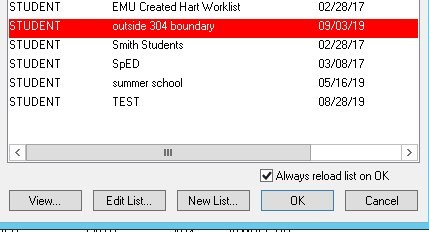 STUDENT EMU Created Hart Worklist 02/28/17
STUDENT outside 304 boundary 09/03/19
STUDENT Smith Students 02/28/17
STUDENT SpED 03/08/17
STUDENT summer school 05/16/19
STUDENT TEST 08/28/19
Always reload list on OK
View... Edit List... New List... OK Cancel